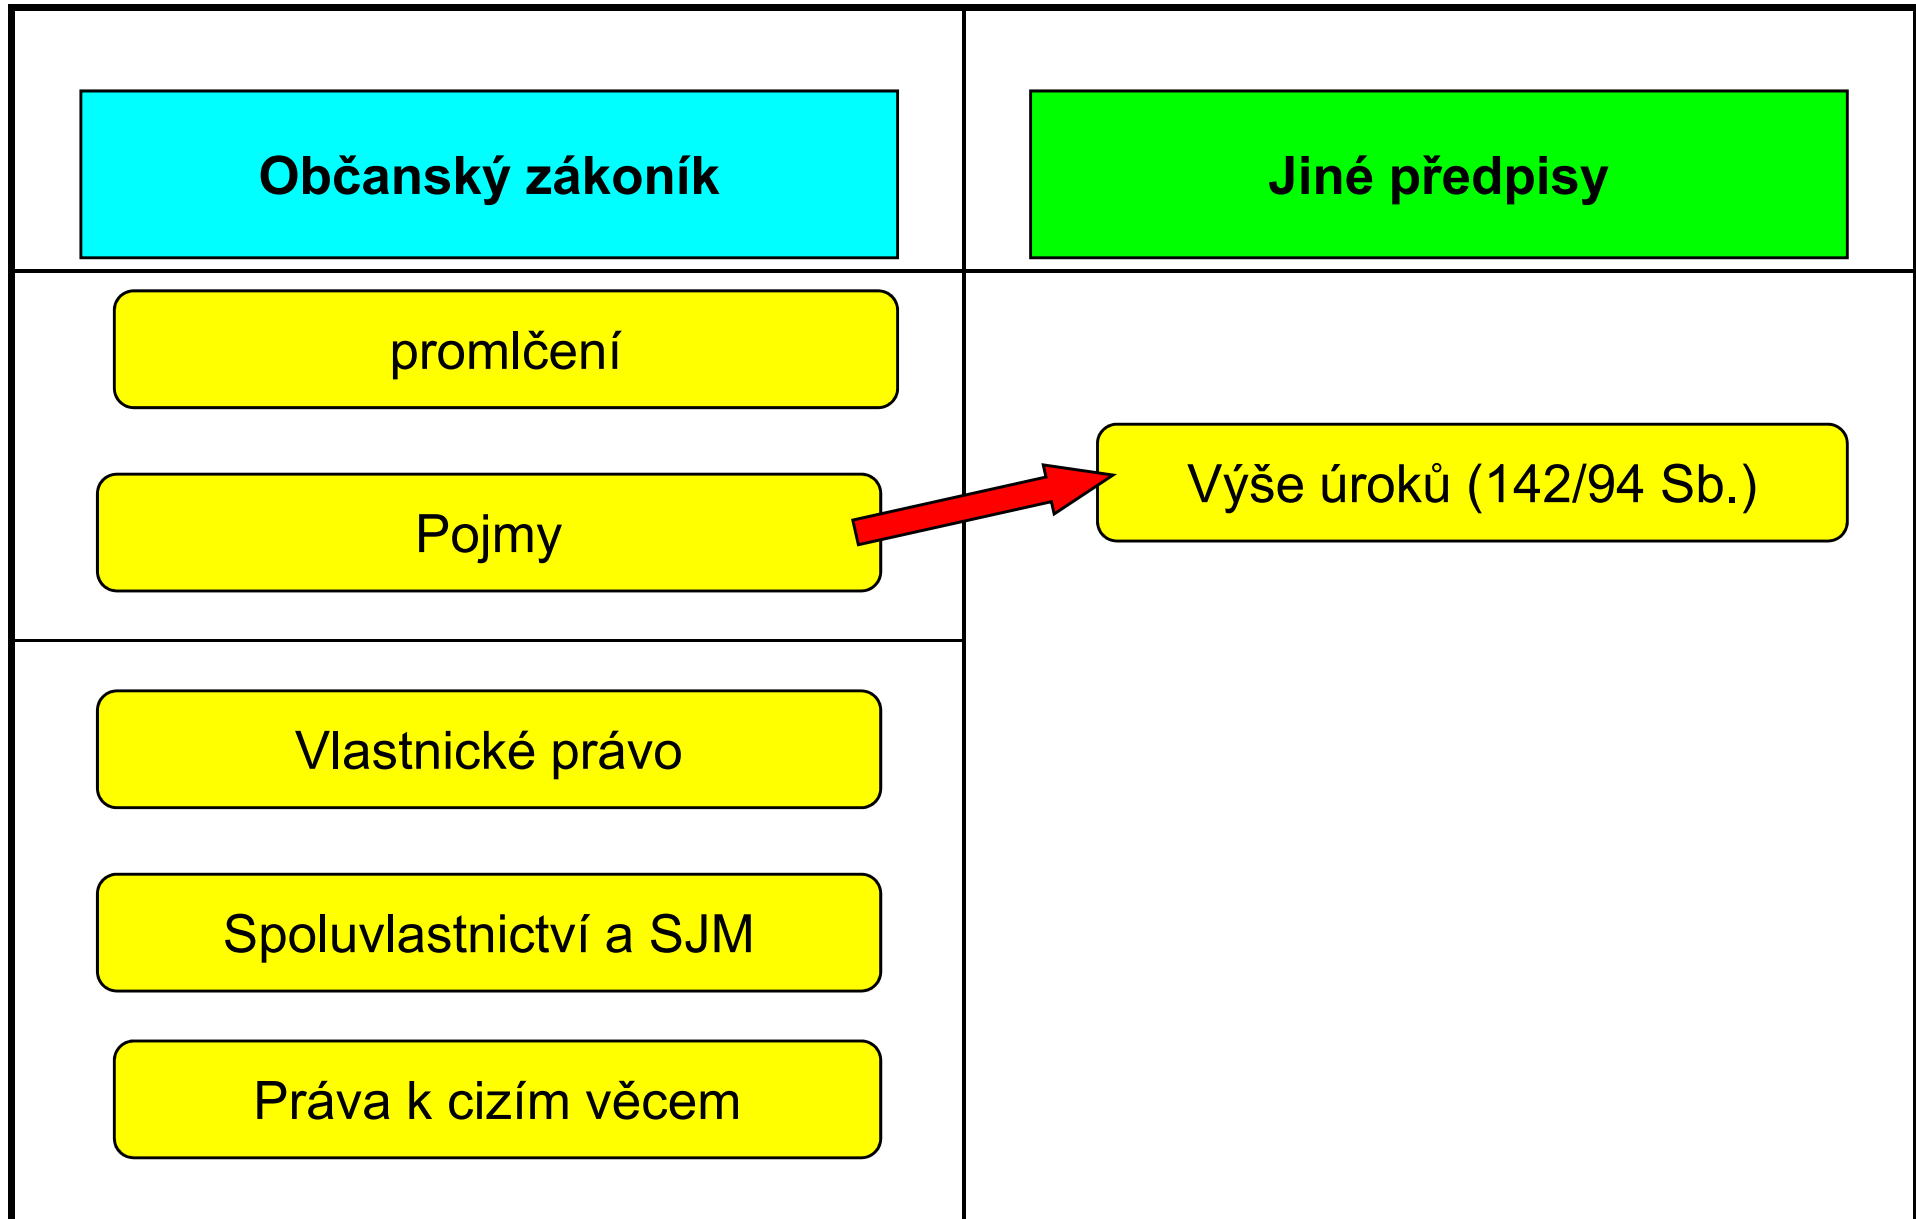 Občanský zákoník
Jiné předpisy
promlčení
Pojmy
Výše úroků (142/94 Sb.)
Vlastnické právo
Spoluvlastnictví a SJM
Práva k cizím věcem